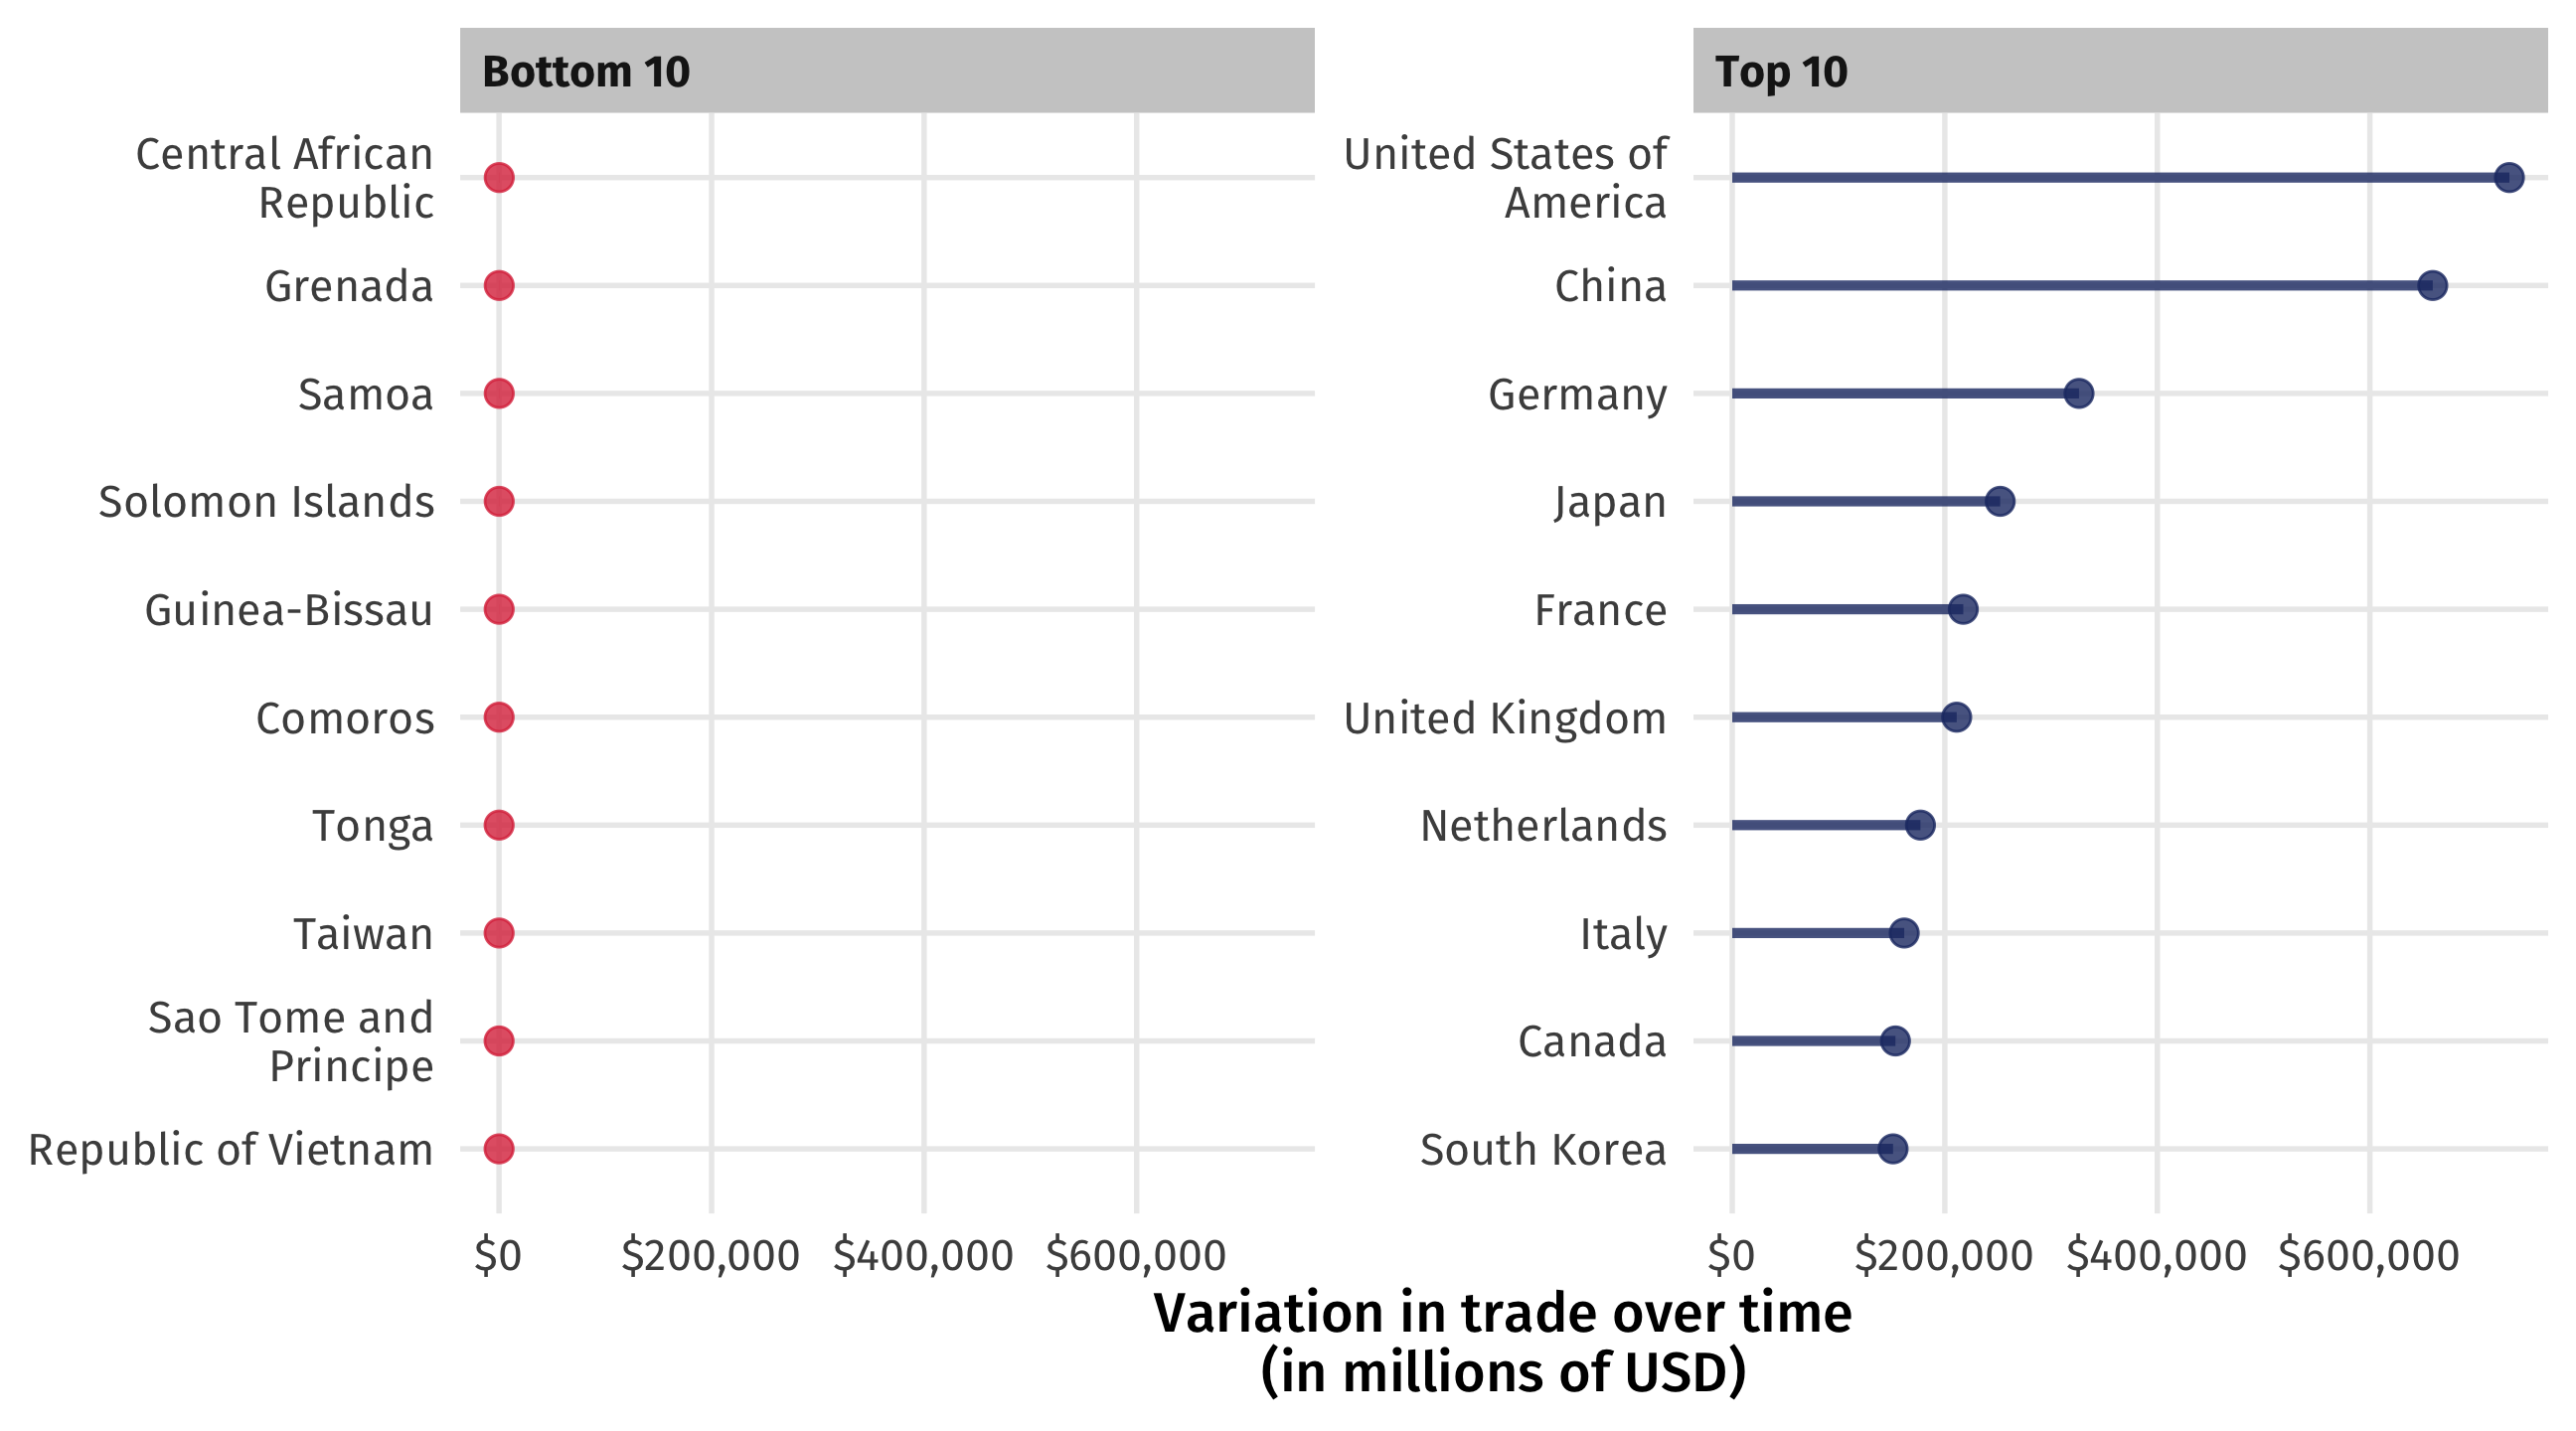 Bottom 10
Central African
Republic
Grenada
Samoa
Solomon Islands
Guinea-Bissau
Comoros
Tonga
Taiwan
Sao Tome and
Principe
Republic of Vietnam
$0 $200,000 $400,000 $600,000
Top 10
United States of
America
China
Germany
Japan
France
United Kingdom
Netherlands
Italy
Canada
South Korea
$0 $200,000 $400,000 $600,000
Variation in trade over time
(in millions of USD)